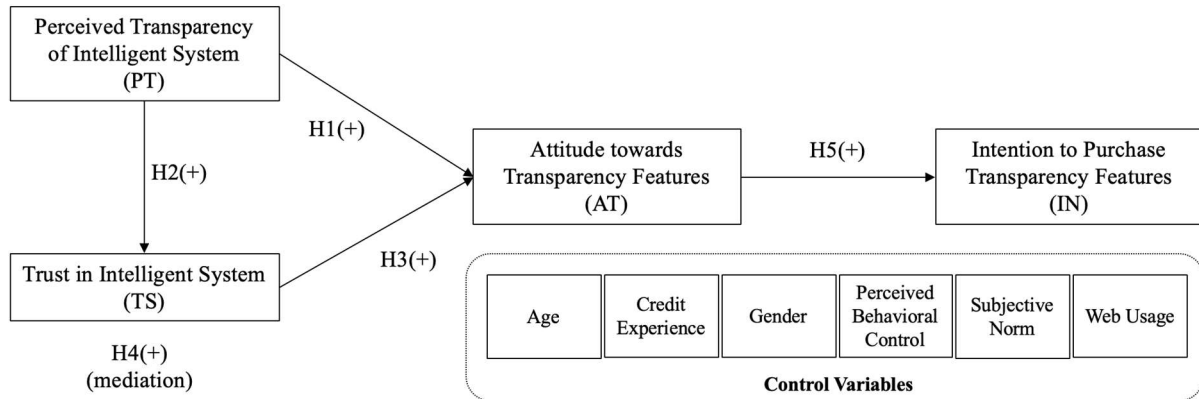 Perceived Transparency
of Intelligent System
(PT)
H1(+)
H2(+)
Attitude towards
Transparency Features
(AT)
H5(+)
Intention to Purchase
Transparency Features
(IN)
Trust in Intelligent System
(TS)
H3(+)
H4(+)
(mediation)
Age
Credit
Experience
Gender
Perceived
Behavioral
Control
Subjective
Norm
Web Usage
Control Variables